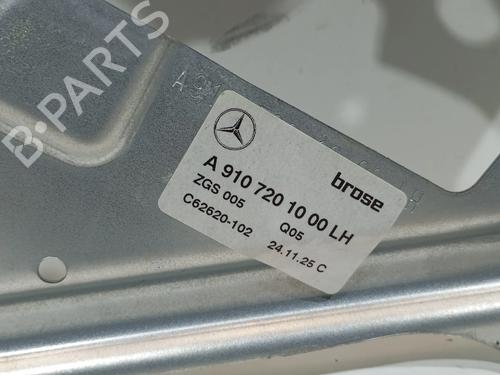 B-PARTS
brose
A 910 720 10 00 LH
ZGS 005
Q05
C62620-102
24.11.25 C